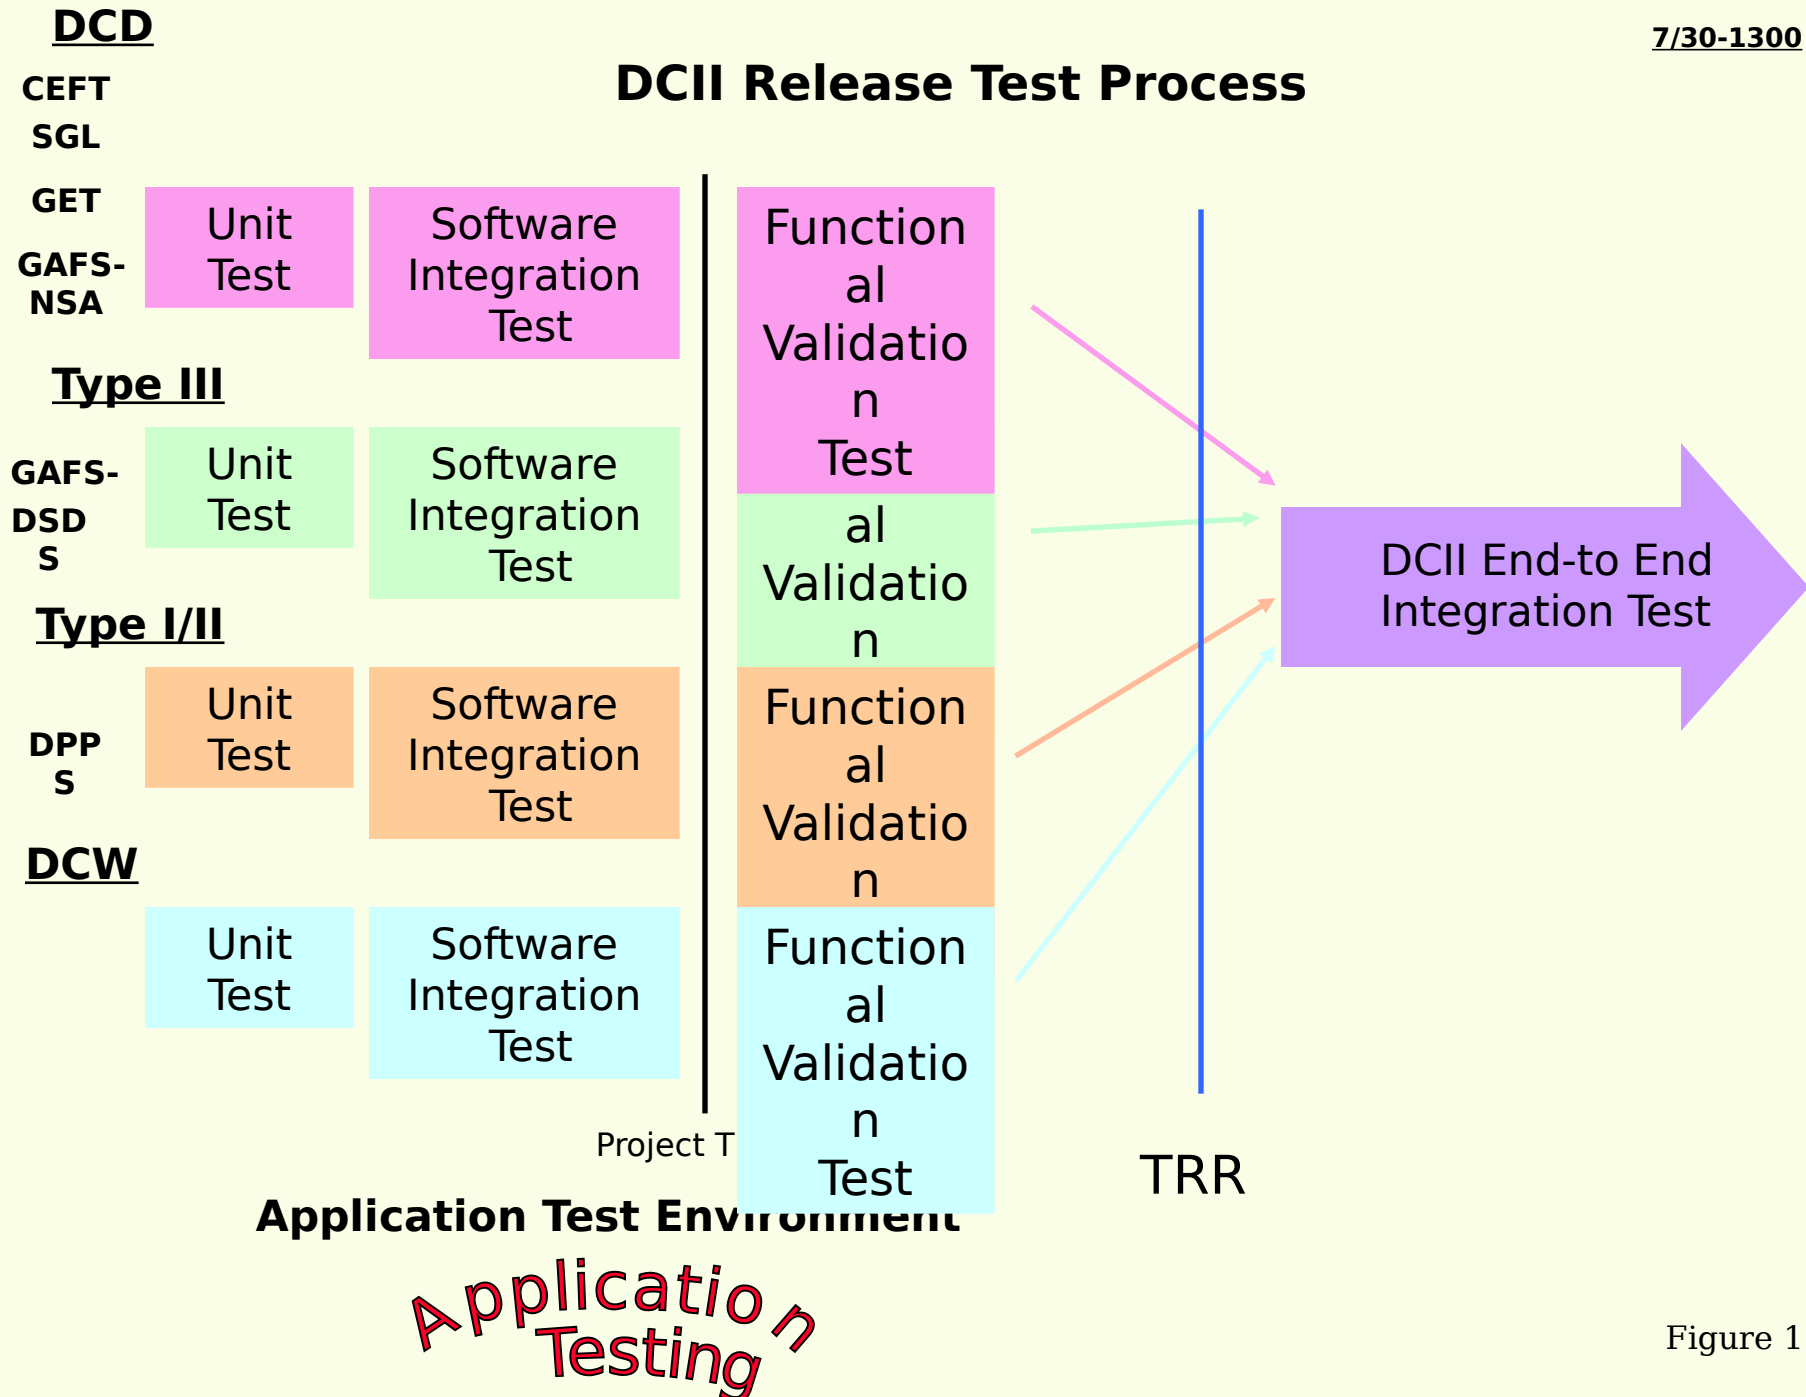 DCD
7/30-1300
DCII Release Test Process
CEFT
SGL
GET
GAFS-
NSA
Unit
Test
Software
Integration
Test
Function
al
Validatio
n
Test
Type III
GAFS-
DSD
S
Unit
Test
Software
Integration
Test
al
Validatio
n
Type I/II
DPP
S
Unit
Test
Software
Integration
Test
Function
al
Validatio
n
DCW
Unit
Test
Software
Integration
Test
Function
al
Validatio
n
Test
DCII End-to End
Integration Test
Project T
TRR
Application Test Environment
Application
Testing
Figure 1